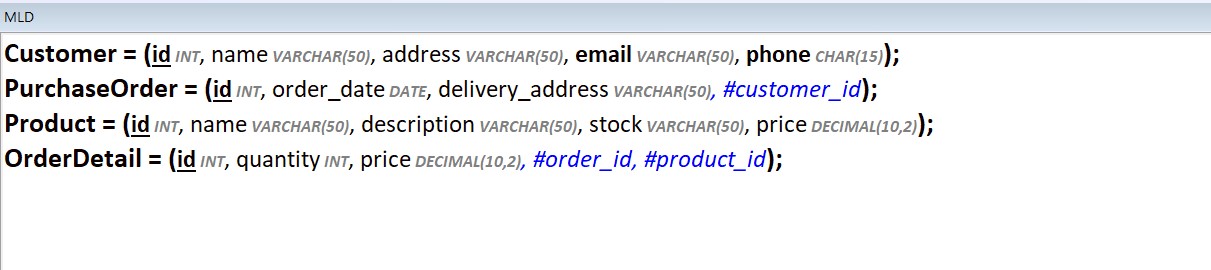 MLD
Customer = (id INT, name VARCHAR(50), address VARCHAR(50), email VARCHAR(50), phone CHAR(15));
PurchaseOrder = (id INT, order_date DATE, delivery_address VARCHAR(50), #customer_id);
Product = (id INT, name VARCHAR(50), description VARCHAR(50), stock VARCHAR(50), price DECIMAL(10,2));
OrderDetail = (id INT, quantity INT, price DECIMAL(10,2), #order_id, #product_id);